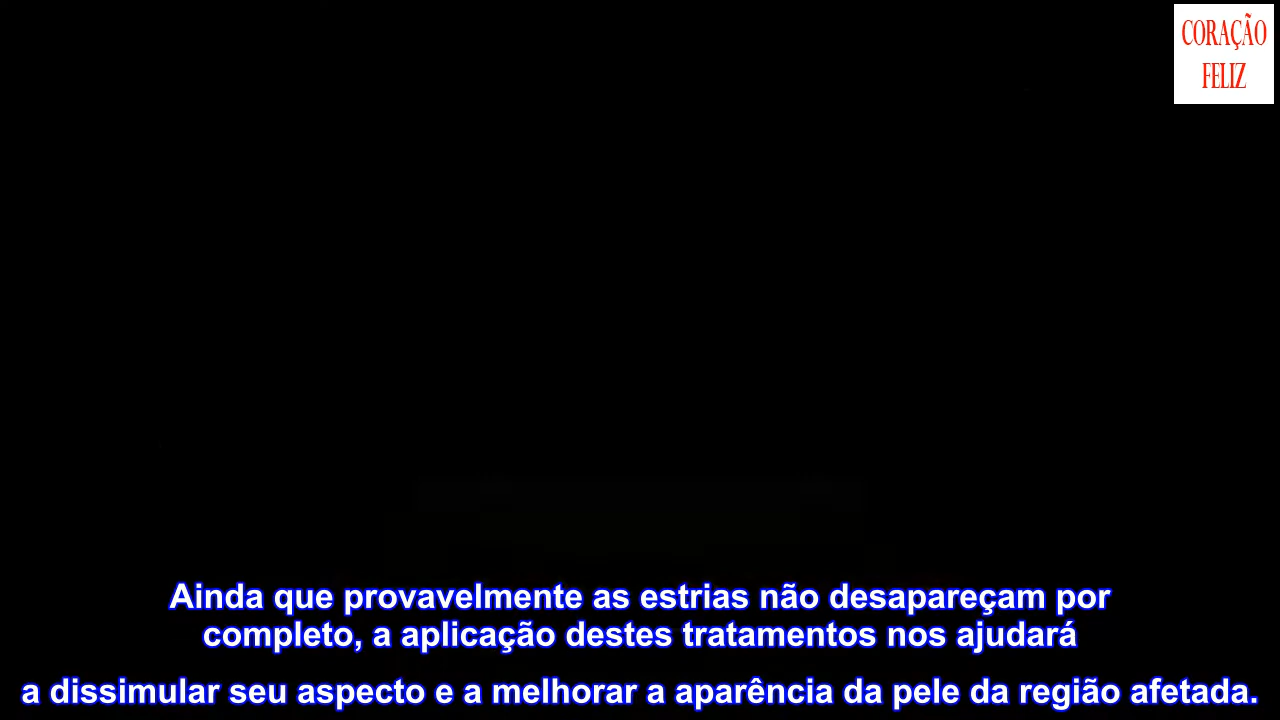 CORAÇÃO
FELIZ
Ainda que provavelmente as estrias não desapareçam por
completo, a aplicação destes tratamentos nos ajudará
a dissimular seu aspecto e a melhorar a aparência da pele da região afetada.